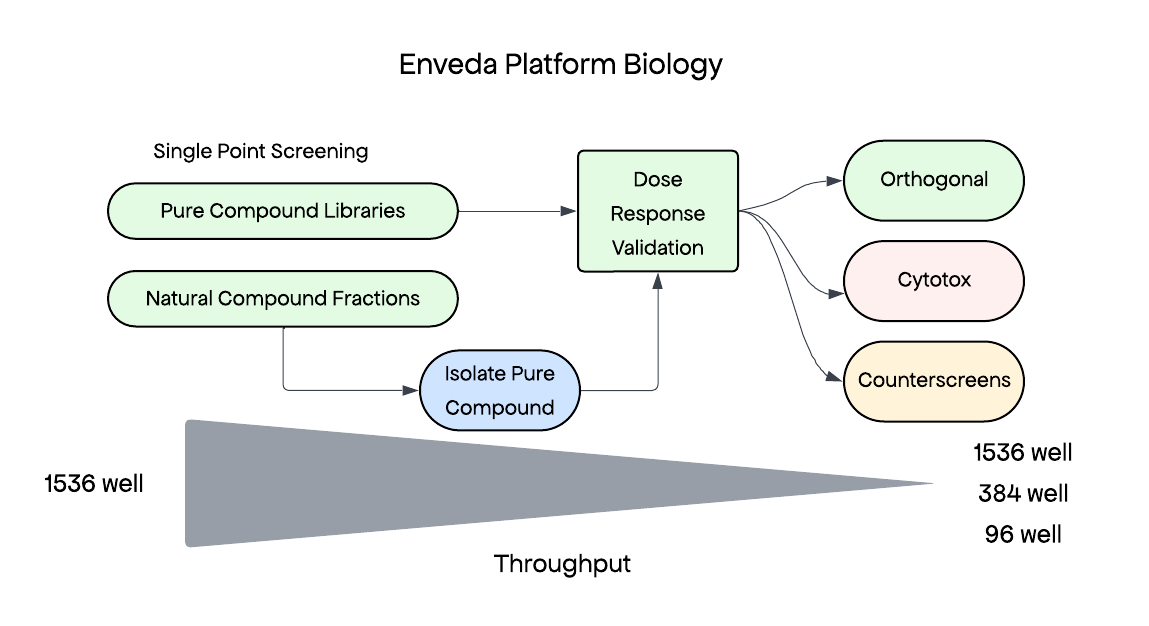 Enveda Platform Biology
Single Point Screening
Pure Compound Libraries
Natural Compound Fractions
Isolate Pure
Compound
Dose
Response
Validation
Orthogonal
Cytotox
Counterscreens
1536 well
Throughput
1536 well
384 well
96 well